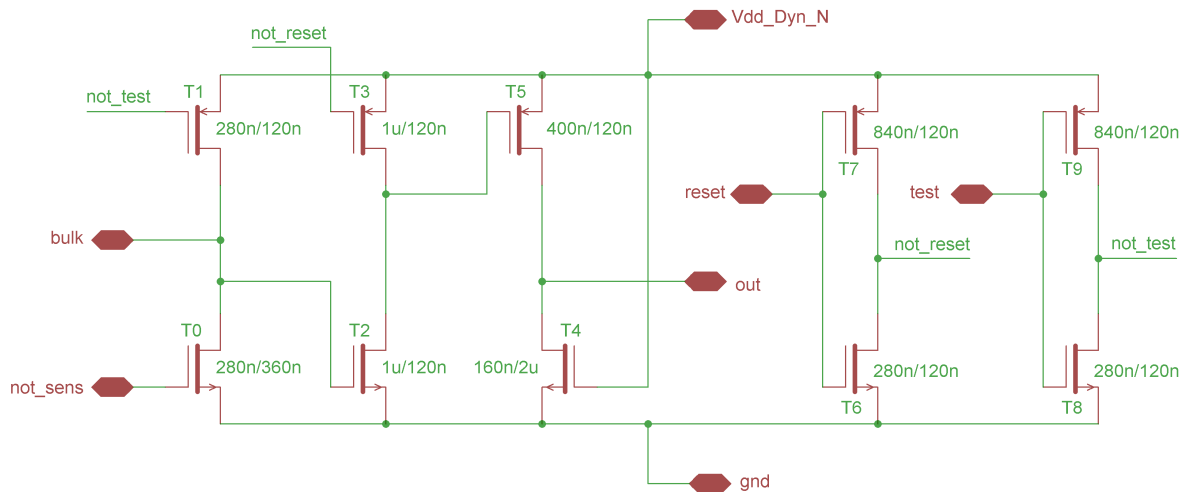 Vdd_Dyn_N
not_reset
T1
T3
T5
not_test
280n/120n
1u/120n
400n/120n
840n/120n
840n/120n
T7
T9
reset
test
bulk
not_reset
not_test
out
T0
T2
T4
280n/360n
1u/120n
160n/2u
280n/120n
280n/120n
not_sens
T6
T8
gnd